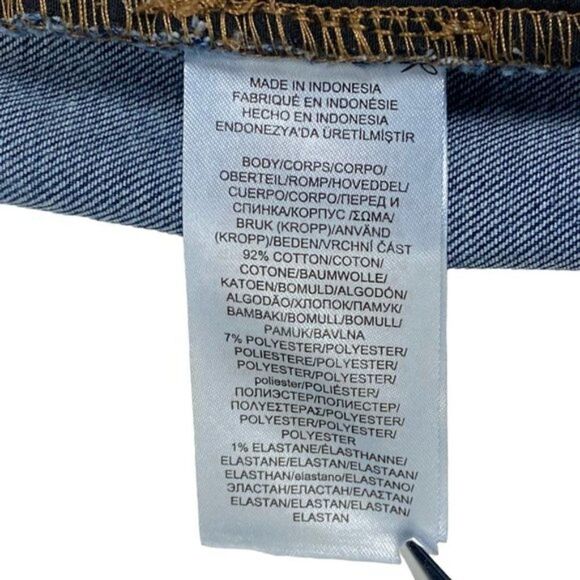 MADE IN INDONESIA
FABRIQUÉ EN INDONÉSIE
HECHO EN INDONESIA
ENDONEZYA'DA ÜRETİLMİŞTİR
BODY/CORPS/CORPO/
OBERTEIL/ROMP/HOVEDDEL/
CUERPO/CORPO/ПЕРЕД И
СПИНКА/КОРПУС /ΣΩΜΑ/
BRUK (KROPP)/ANVÄND
(KROPP)/BEDEN/VRCHNÍ ČÁST
92% COTTON/COTON/
COTONE/BAUMWOLLE/
KATOEN/BOMULD/ALGODÓN/
ALGODÃO/ХЛОПОК/ПАМУК/
BAMBAKI/BOMULL/BOMULL/
PAMUK/BAVLNA
7% POLYESTER/POLYESTER/
POLIESTERE/POLYESTER/
POLYESTER/POLYESTER/
poliester/POLIÉSTER/
ПОЛИЭСТЕР/ПОЛИЕСТЕР/
ΠΟΛΥΕΣΤΕΡΑΣ/POLYESTER/
POLYESTER/POLYESTER/
POLYESTER
1% ELASTANE/ÉLASTHANNE/
ELASTANE/ELASTAN/ELASTAAN/
ELASTHAN/elastano/ELASTANO/
ЭЛАСТАН/ЕЛАСТАН/ΕΛΑΣΤΑΝ/
ELASTAN/ELASTAN/ELASTAN/
ELASTAN